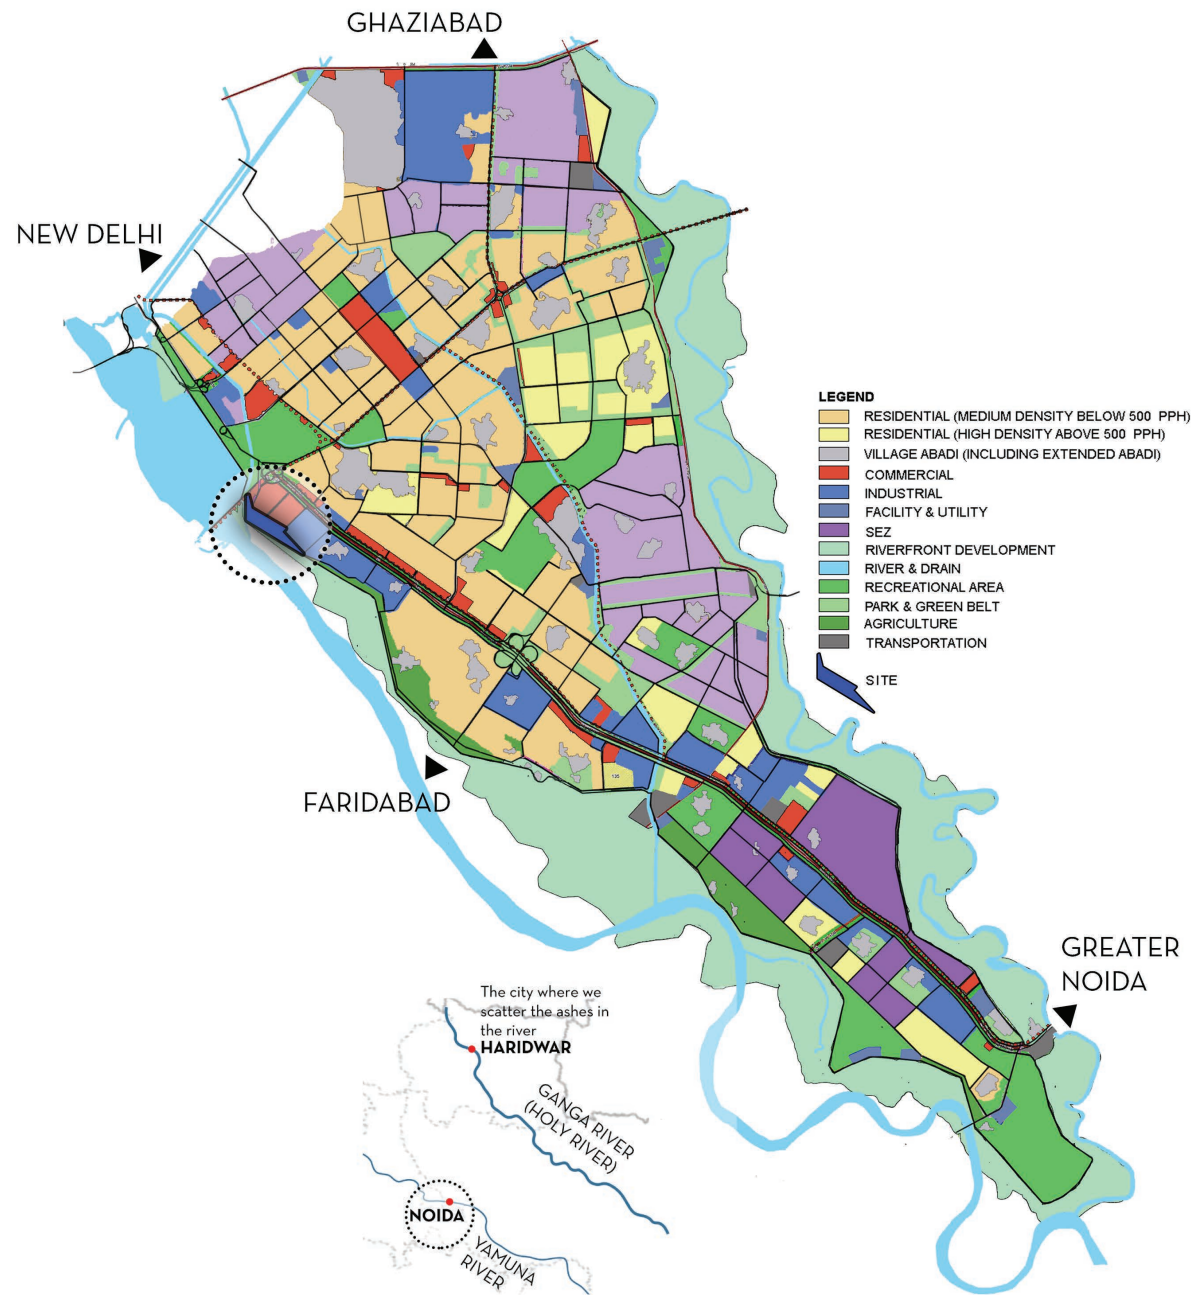 GHAZIABAD
NEW DELHI
LEGEND
RESIDENTIAL (MEDIUM DENSITY BELOW 500 PPH)
RESIDENTIAL (HIGH DENSITY ABOVE 500 PPH)
VILLAGE ABADI (INCLUDING EXTENDED ABADI)
COMMERCIAL
INDUSTRIAL
FACILITY & UTILITY
SEZ
RIVERFRONT DEVELOPMENT
RIVER & DRAIN
RECREATIONAL AREA
PARK & GREEN BELT
AGRICULTURE
TRANSPORTATION
SITE
FARIDABAD
GREATER
NOIDA
The city where we
scatter the ashes in
the river
HARIDWAR
GANGA RIVER
(HOLY RIVER)
NOIDA
YAMUNA
RIVER